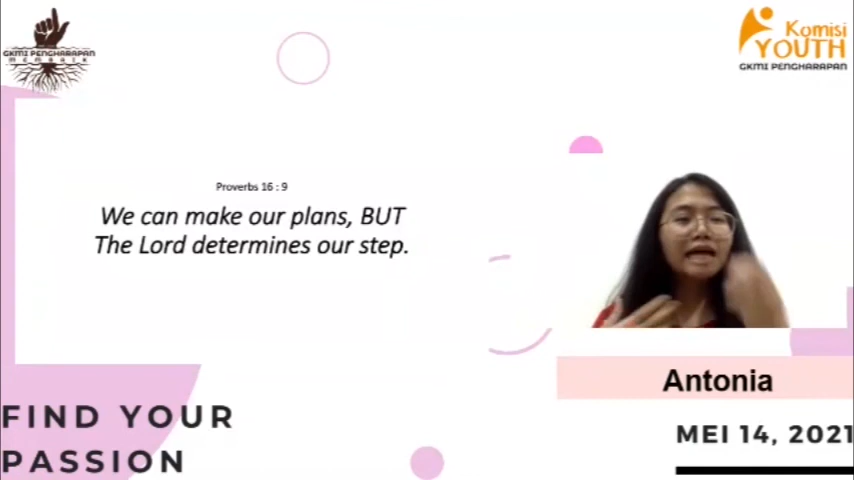 GKMI PENGHARAPAN
MEMBAIK
Komisi
YOUTH
GKMI PENGHARAPAN
Proverbs 16 : 9
We can make our plans, BUT
The Lord determines our step.
Antonia
FIND YOUR
PASSION
MEI 14, 2021